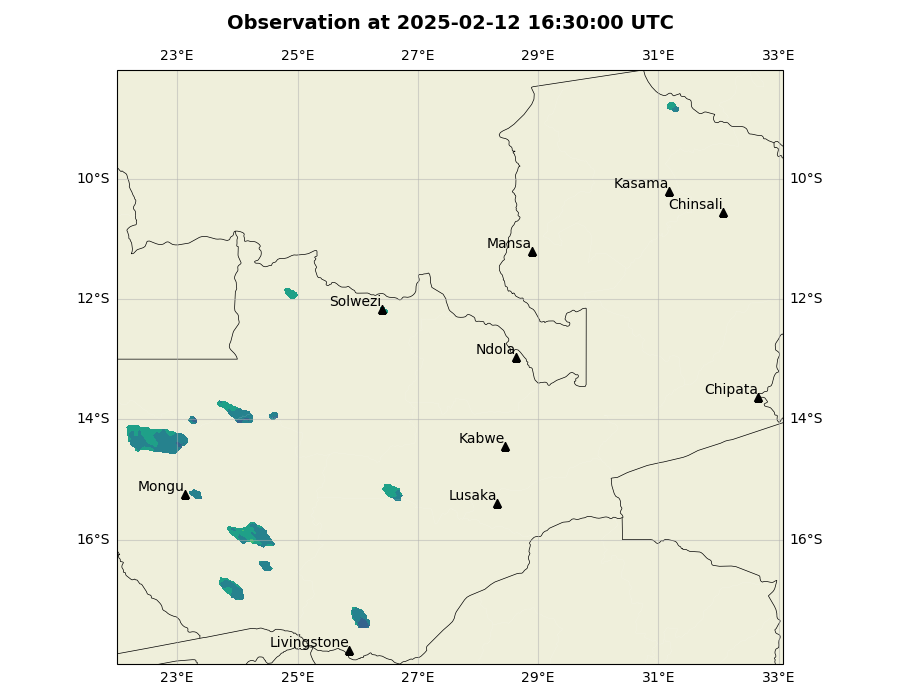 Observation at 2025-02-12 16:30:00 UTC
23°E 25°E 27°E 29°E 31°E 33°E
10°S 10°S
Kasama
Chinsali
Mansa
12°S 12°S
Solwezi
Ndola
Chipata
14°S 14°S
Kabwe
Mongu
Lusaka
16°S 16°S
Livingstone
23°E 25°E 27°E 29°E 31°E 33°E